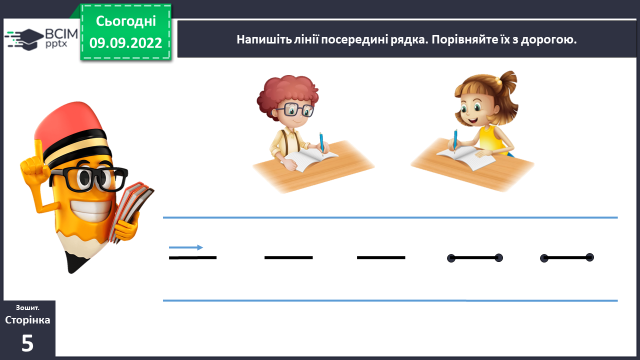 Сьогодні
09.09.2022
ВСІМ
pptx
Напишіть лінії посередині рядка. Порівняйте їх з дорогою.
Зошит.
Сторінка
5